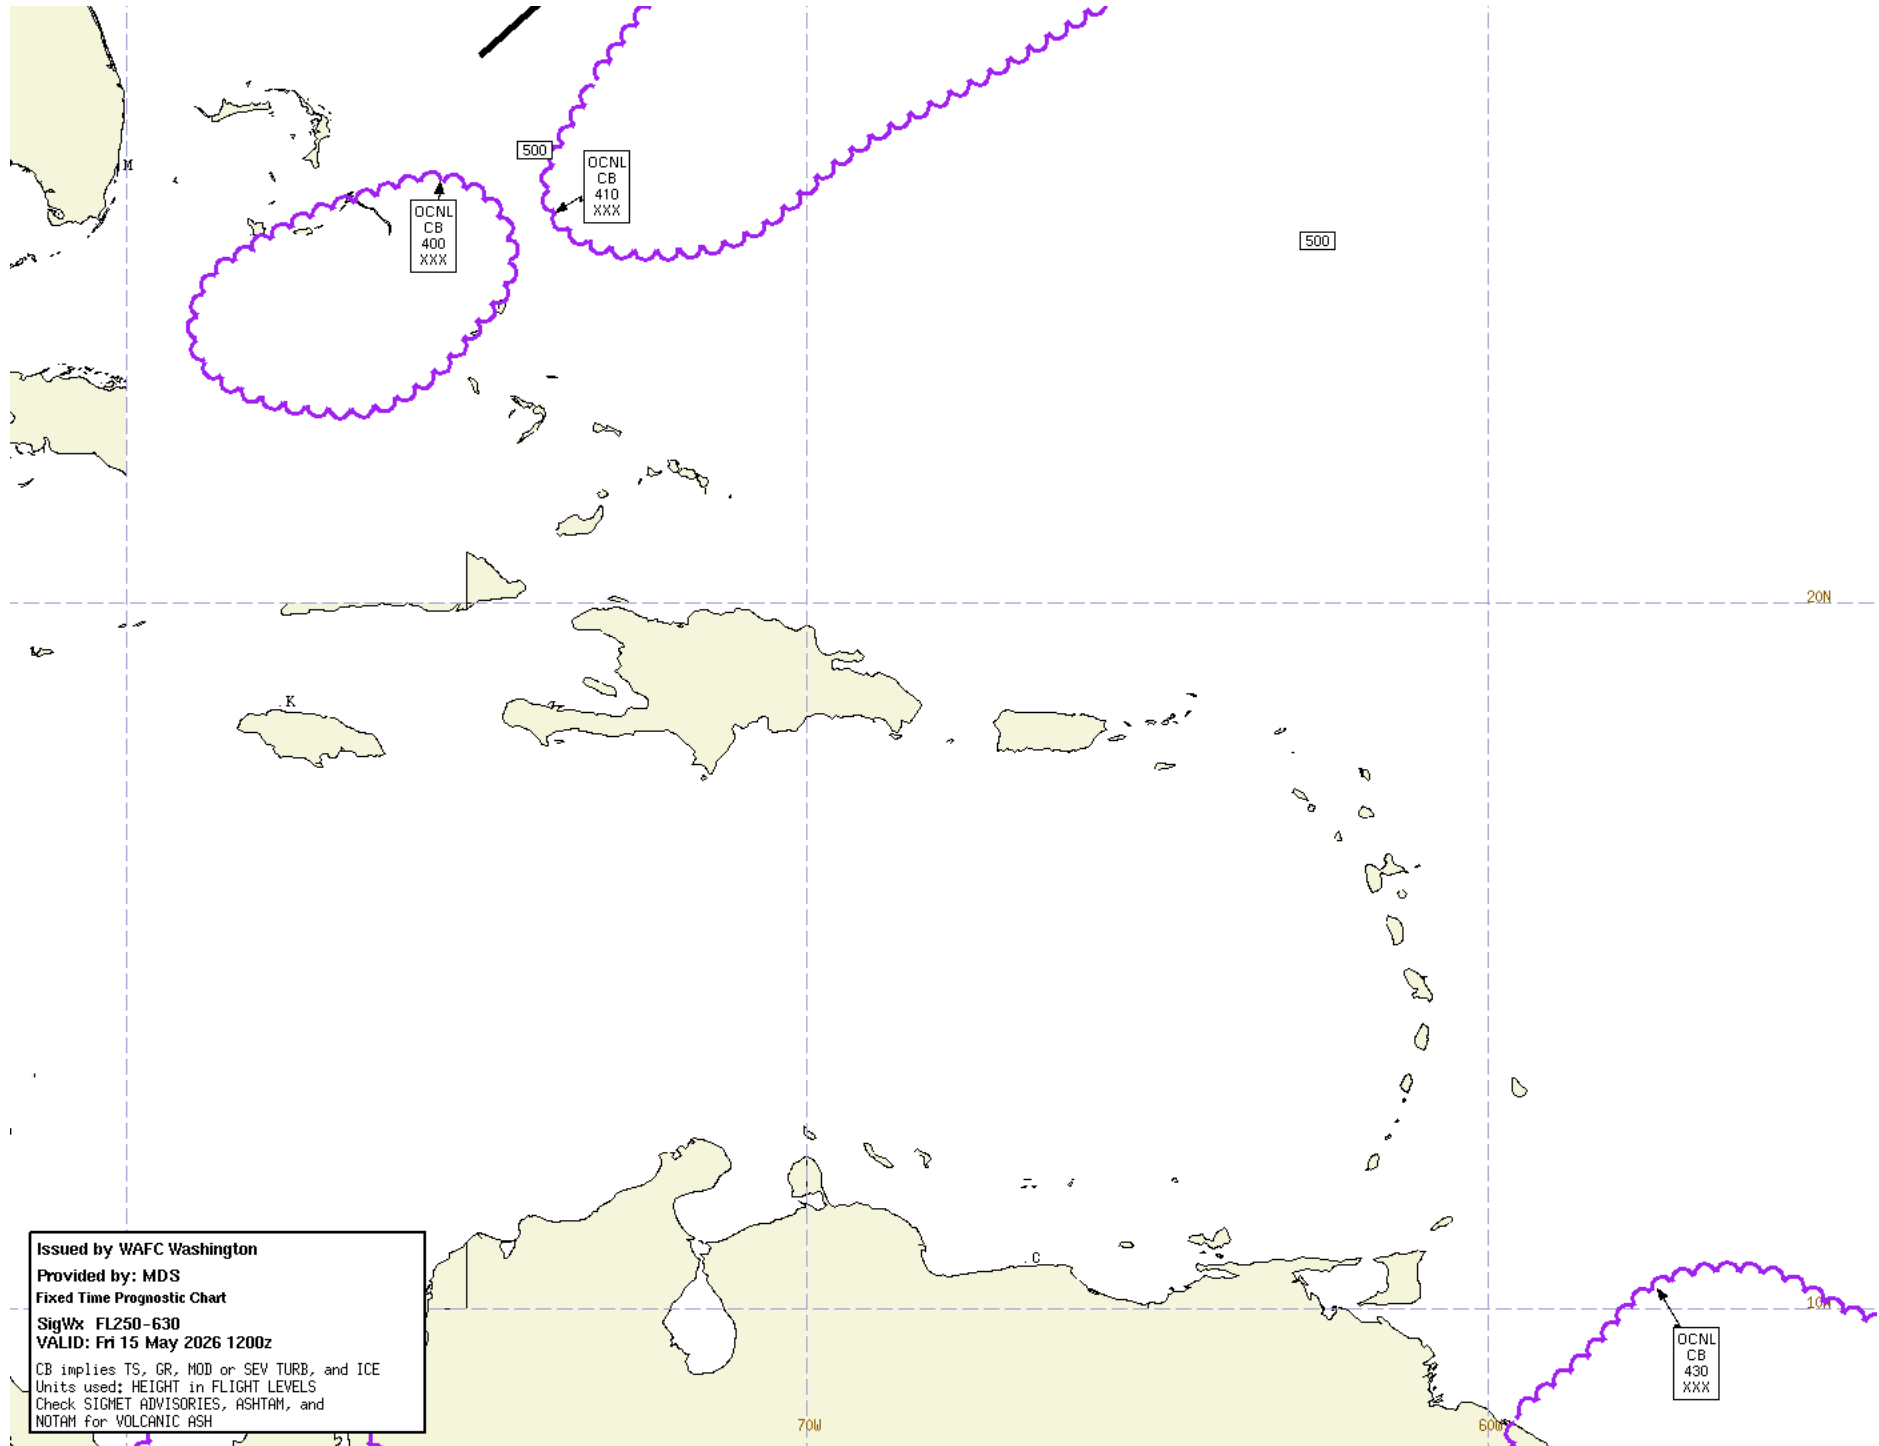 M
500
OCNL
CB
410
XXX
OCNL
CB
400
XXX
500
20N
K
C
10N
OCNL
CB
430
XXX
70W
60W
Issued by WAFC Washington
Provided by: MDS
Fixed Time Prognostic Chart
SigWx FL250-630
VALID: Fri 15 May 2026 1200z
CB implies TS, GR, MOD or SEV TURB, and ICE
Units used: HEIGHT in FLIGHT LEVELS
Check SIGMET ADVISORIES, ASHTAM, and
NOTAM for VOLCANIC ASH